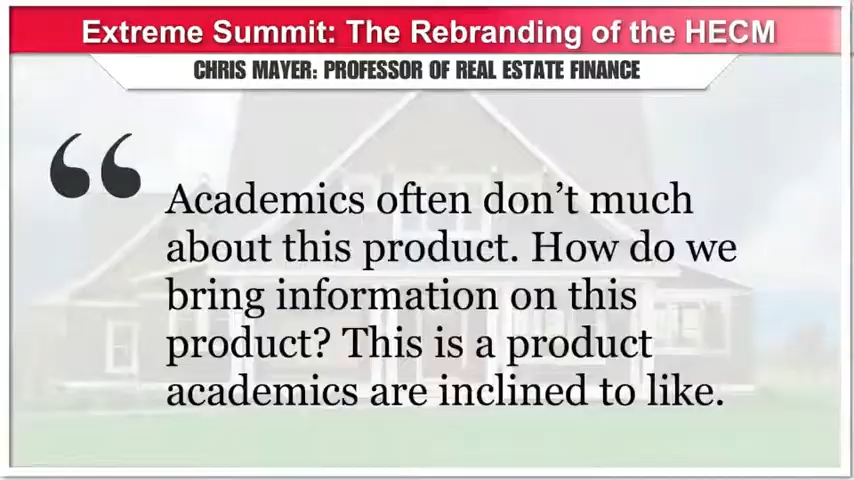 Extreme Summit: The Rebranding of the HECM
CHRIS MAYER: PROFESSOR OF REAL ESTATE FINANCE
“
Academics often don’t much
about this product. How do we
bring information on this
product? This is a product
academics are inclined to like.